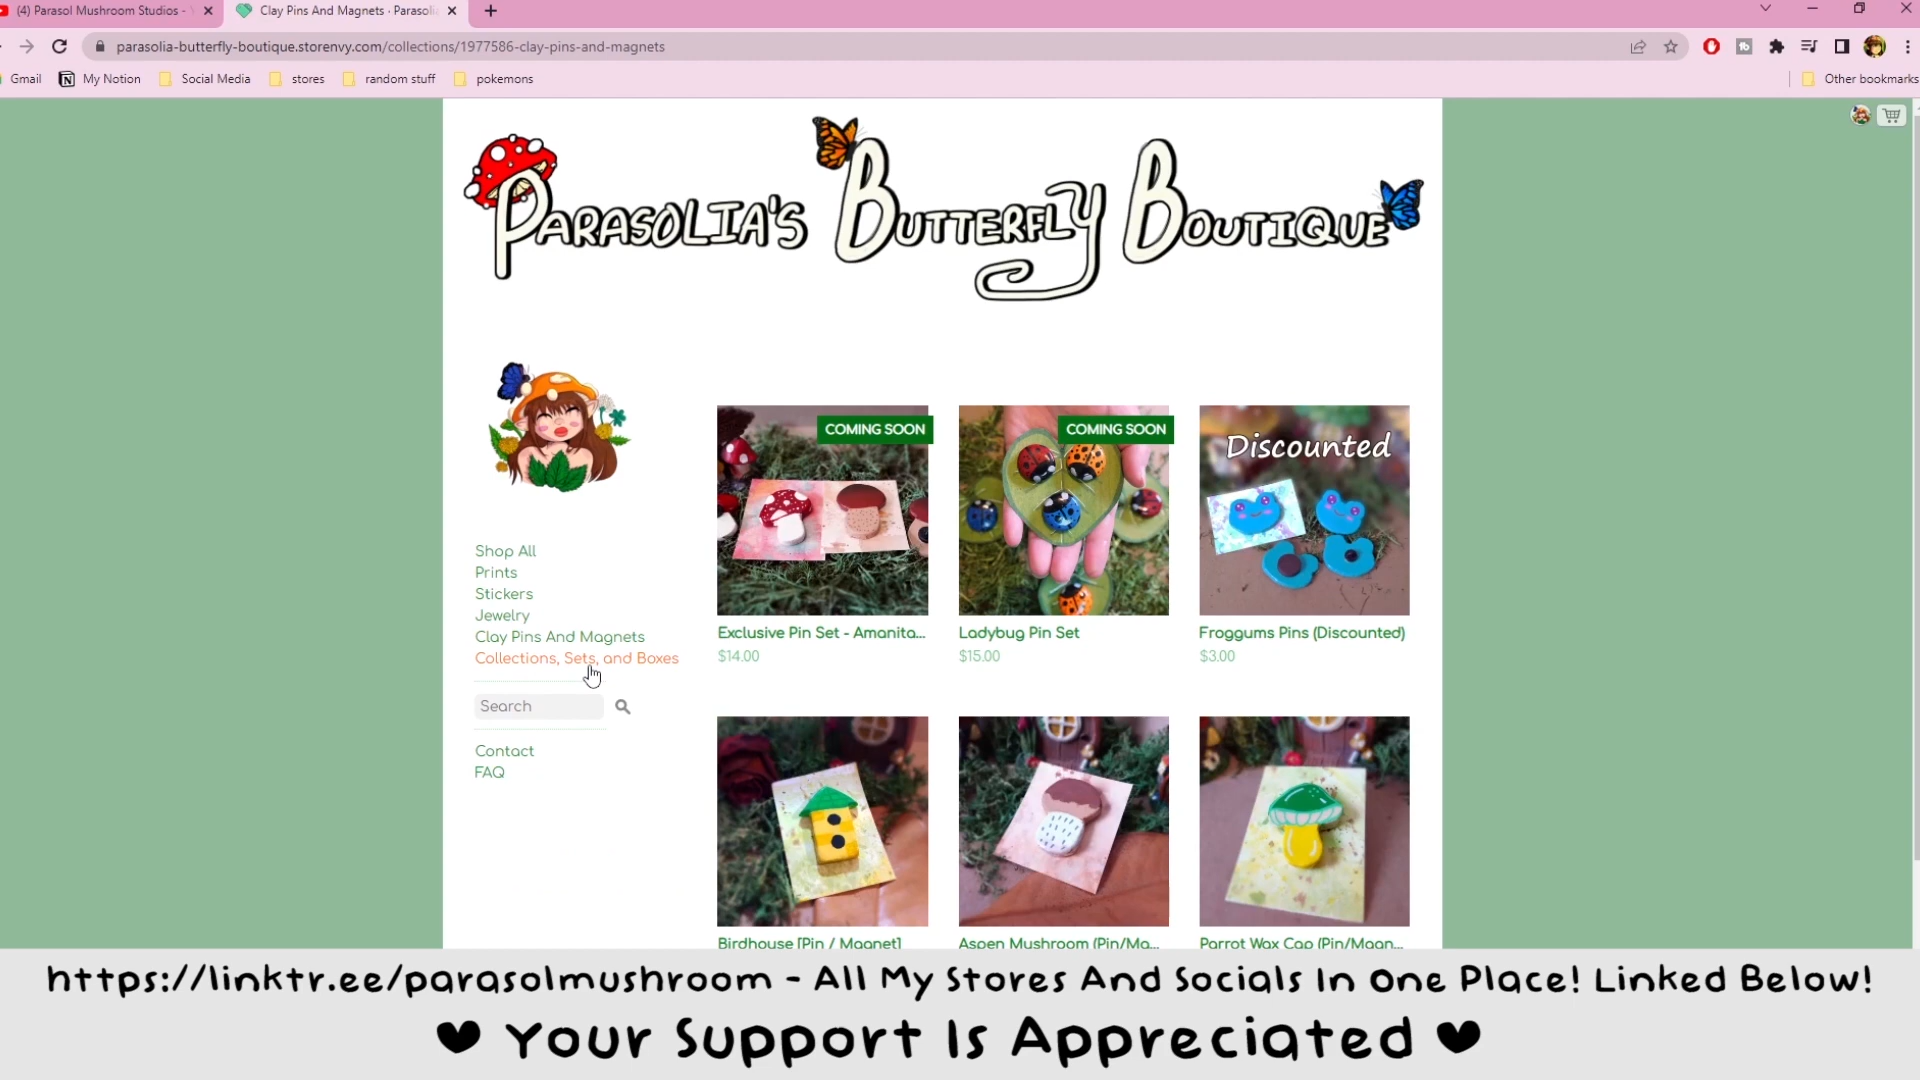 (4) Parasol Mushroom Studios -
Clay Pins And Magnets · Parasolia
parasolia-butterfly-boutique.storenvy.com/collections/1977586-clay-pins-and-magnets
Gmail
My Notion
Social Media
stores
random stuff
pokemons
Other bookmarks
PARASOLIA'S BUTTERFLY BOUTIQUE
Shop All
Prints
Stickers
Jewelry
Clay Pins And Magnets
Collections, Sets, and Boxes
Search
Contact
FAQ
COMING SOON
COMING SOON
Discounted
Exclusive Pin Set - Amanita...
Ladybug Pin Set
Froggums Pins (Discounted)
$14.00
$15.00
$3.00
Birdhouse [Pin / Magnet]
Aspen Mushroom (Pin/Ma...
Parrot Wax Cap (Pin/Magn...
https://linktr.ee/parasolmushroom - All My Stores And Socials In One Place! Linked Below!
Your Support Is Appreciated